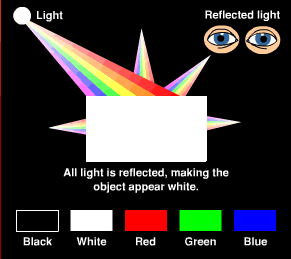 Light
Reflected light
All light is reflected, making the
object appear white.
Black White Red Green Blue